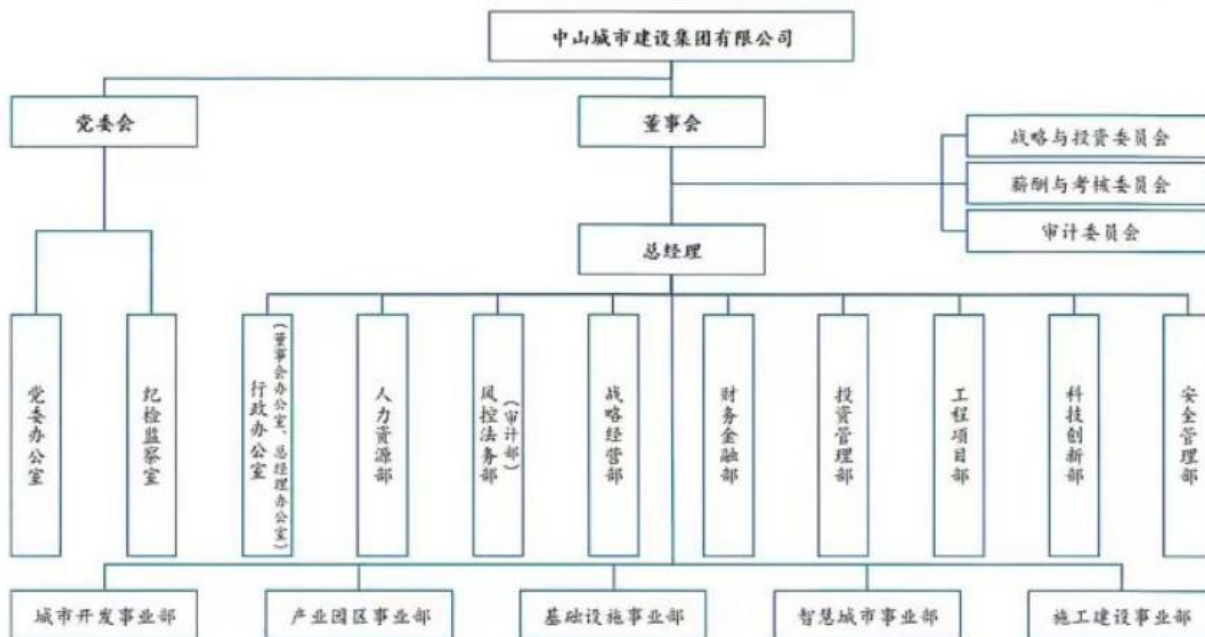 中山城市建设集团有限公司
党委会
董事会
战略与投资委员会
薪酬与考核委员会
审计委员会
总经理
党委办公室
纪检监察室
行政办公室
（董事会办公室、总经理办公室）
人力资源部
风控法务部
（审计部）
战略经营部
财务金融部
投资管理部
工程项目部
科技创新部
安全管理部
城市开发事业部
产业园区事业部
基础设施事业部
智慧城市事业部
施工建设事业部